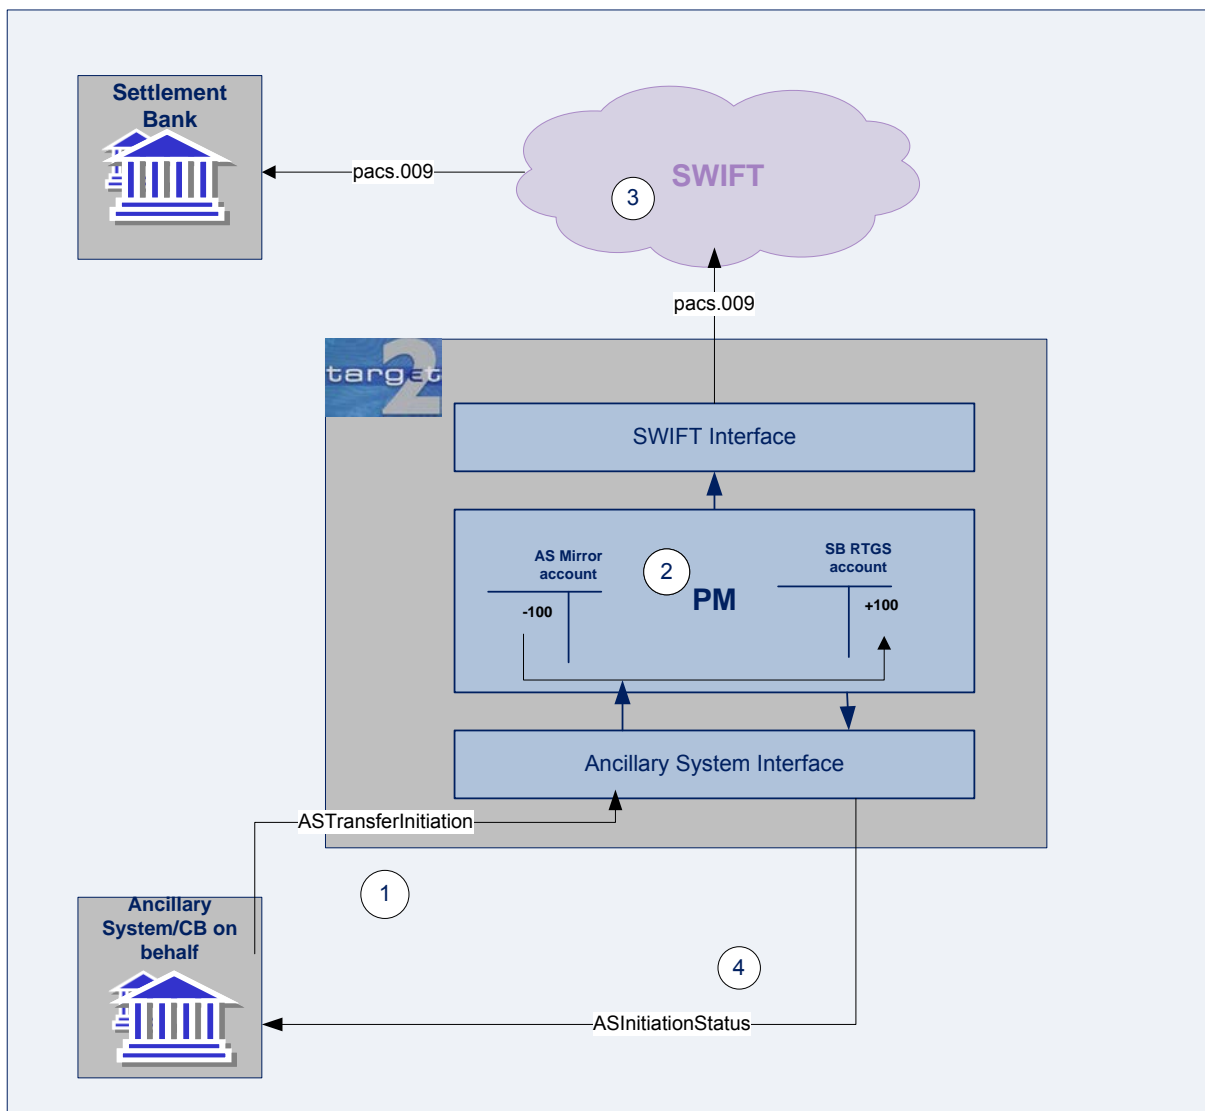 Settlement
Bank
pacs.009
SWIFT
3
pacs.009
target
2
SWIFT Interface
AS Mirror
account
-100
2
PM
SB RTGS
account
+100
Ancillary System Interface
ASTransferInitiation
1
Ancillary
System/CB on
behalf
4
ASInitiationStatus